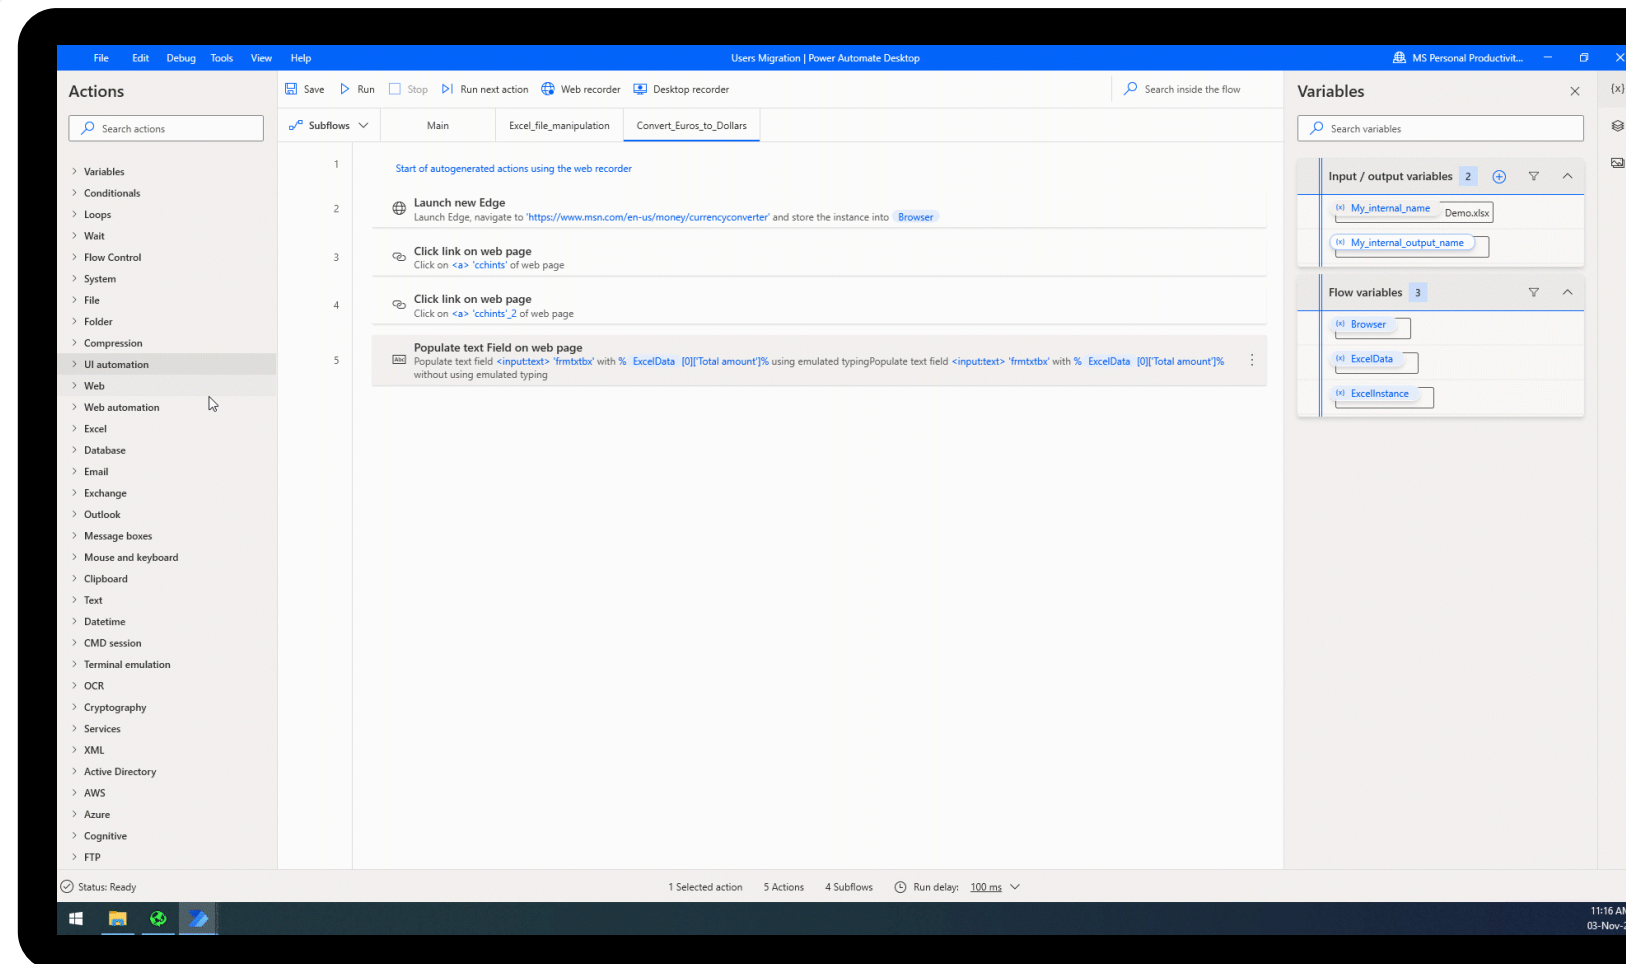 File Edit Debug Tools View Help
Users Migration | Power Automate Desktop
MS Personal Productivit...
Actions
Search actions
Variables
Conditionals
Loops
Wait
Flow Control
System
File
Folder
Compression
UI automation
Web
Web automation
Excel
Database
Email
Exchange
Outlook
Message boxes
Mouse and keyboard
Clipboard
Text
Datetime
CMD session
Terminal emulation
OCR
Cryptography
Services
XML
Active Directory
AWS
Azure
Cognitive
FTP
Save Run Stop Run next action Web recorder Desktop recorder
Search inside the flow
Subflows Main Excel_file_manipulation Convert_Euros_to_Dollars
1
Start of autogenerated actions using the web recorder
2
Launch new Edge
Launch Edge, navigate to 'https://www.msn.com/en-us/money/currencyconverter' and store the instance into Browser
3
Click link on web page
Click on <a> 'cchints' of web page
4
Click link on web page
Click on <a> 'cchints'_2 of web page
5
Populate text Field on web page
Abc
Populate text field <input:text> 'frmtxtbx' with % ExcelData [0]['Total amount']% using emulated typingPopulate text field <input:text> 'frmtxtbx' with % ExcelData [0]['Total amount']%
without using emulated typing
Variables
{x}
Search variables
Input / output variables 2
(x) My_internal_name Demo.xlsx
(x) My_internal_output_name
Flow variables 3
(x) Browser
(x) ExcelData
(x) ExcelInstance
Status: Ready
1 Selected action 5 Actions 4 Subflows Run delay: 100 ms
11:16 AM
03-Nov-2